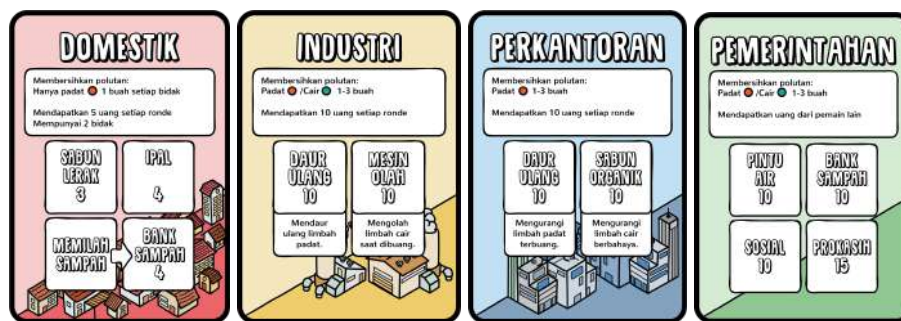 DOMESTIK
Membersihkan polutan:
Hanya padat 1 buah setiap bidak
Mendapatkan 5 uang setiap ronde
Mempunyai 2 bidak
SABUN
LERAK
3
IPAL
4
MEMILAH
SAMPAH
BANK
SAMPAH
4
INDUSTRI
Membersihkan polutan:
Padat /Cair 1-3 buah
Mendapatkan 10 uang setiap ronde
DAUR
ULANG
10
MESIN
OLAH
10
Mendaur
ulang limbah
padat.
Mengolah
limbah cair
saat dibuang.
PERKANTORAN
Membersihkan polutan:
Padat /Cair 1-3 buah
Mendapatkan 10 uang setiap ronde
DAUR
ULANG
10
SABUN
ORGANIK
10
Mengurangi
limbah padat
terbuang.
Mengurangi
limbah cair
berbahaya.
PEMERINTAHAN
Membersihkan polutan:
Padat /Cair 1-3 buah
Mendapatkan uang dari pemain lain
PINTU
AIR
10
BANK
SAMPAH
10
SOSIAL
10
PROKASIH
15